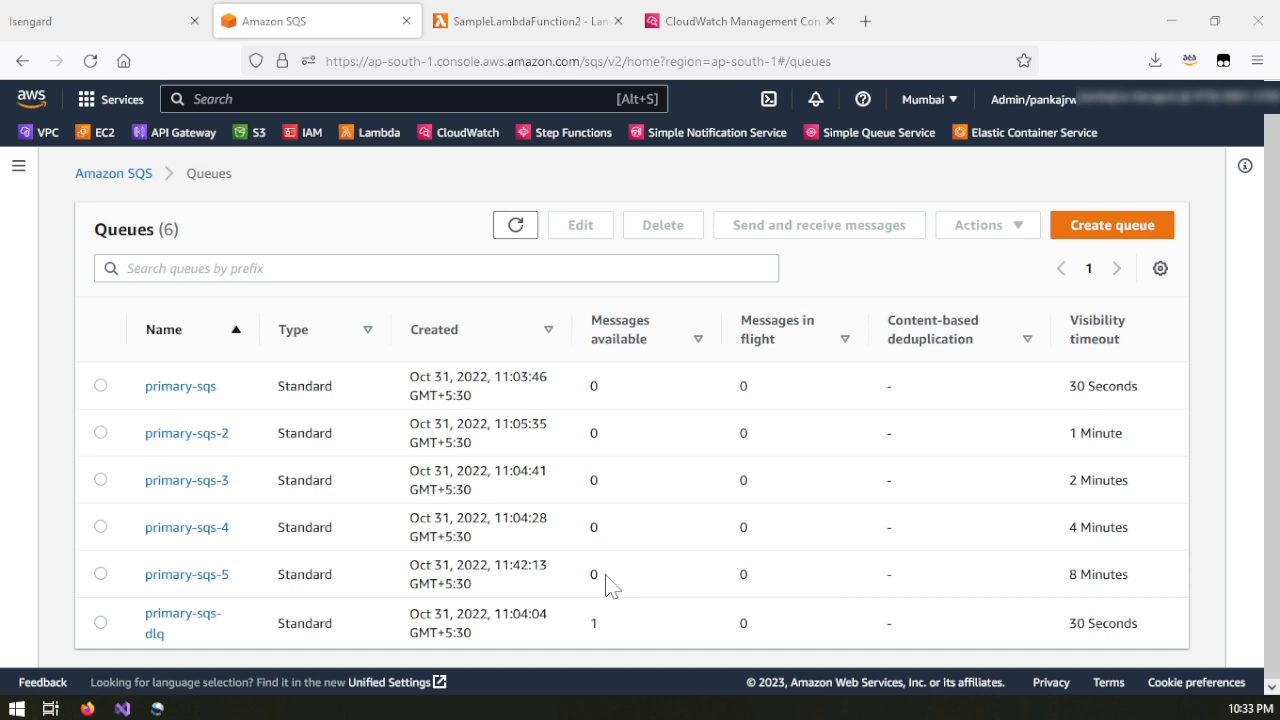 Isengard
Amazon SQS
SampleLambdaFunction2 - Lam
CloudWatch Management Con
https://ap-south-1.console.aws.amazon.com/sqs/v2/home?region=ap-south-1#/queues
aws
Services
Search [Alt+S]
Mumbai
Admin/pankajrw
VPC EC2 API Gateway S3 IAM Lambda CloudWatch Step Functions Simple Notification Service Simple Queue Service Elastic Container Service
Amazon SQS > Queues
Queues (6)
Edit Delete Send and receive messages Actions Create queue
Search queues by prefix
1
Name Type Created Messages available Messages in flight Content-based deduplication Visibility timeout
primary-sqs Standard Oct 31, 2022, 11:03:46 GMT+5:30 0 0 - 30 Seconds
primary-sqs-2 Standard Oct 31, 2022, 11:05:35 GMT+5:30 0 0 - 1 Minute
primary-sqs-3 Standard Oct 31, 2022, 11:04:41 GMT+5:30 0 0 - 2 Minutes
primary-sqs-4 Standard Oct 31, 2022, 11:04:28 GMT+5:30 0 0 - 4 Minutes
primary-sqs-5 Standard Oct 31, 2022, 11:42:13 GMT+5:30 0 0 - 8 Minutes
primary-sqs-dlq Standard Oct 31, 2022, 11:04:04 GMT+5:30 1 0 - 30 Seconds
Feedback Looking for language selection? Find it in the new Unified Settings © 2023, Amazon Web Services, Inc. or its affiliates. Privacy Terms Cookie preferences
10:33 PM